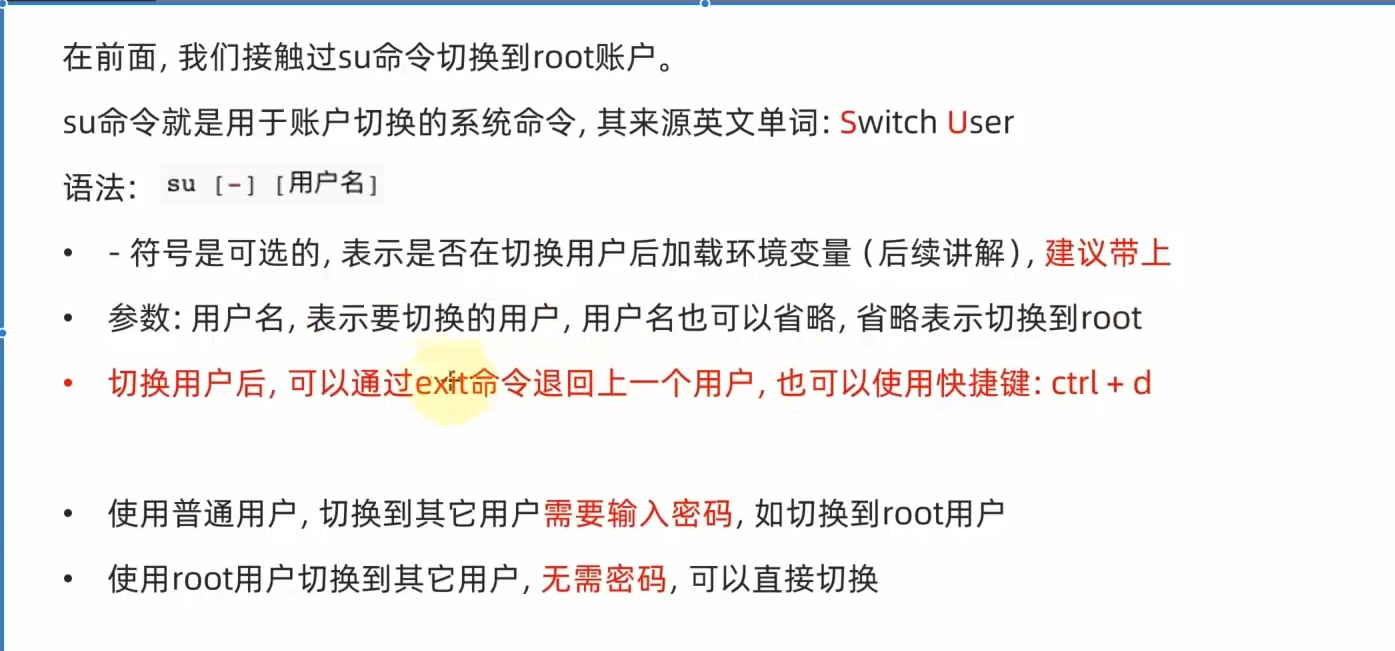 在前面, 我们接触过su命令切换到root账户。
su命令就是用于账户切换的系统命令, 其来源英文单词: Switch User
语法: su [-] [用户名]
• - 符号是可选的, 表示是否在切换用户后加载环境变量（后续讲解）, 建议带上
• 参数: 用户名, 表示要切换的用户, 用户名也可以省略, 省略表示切换到root
• 切换用户后, 可以通过exit命令退回上一个用户, 也可以使用快捷键: ctrl + d
• 使用普通用户, 切换到其它用户需要输入密码, 如切换到root用户
• 使用root用户切换到其它用户, 无需密码, 可以直接切换